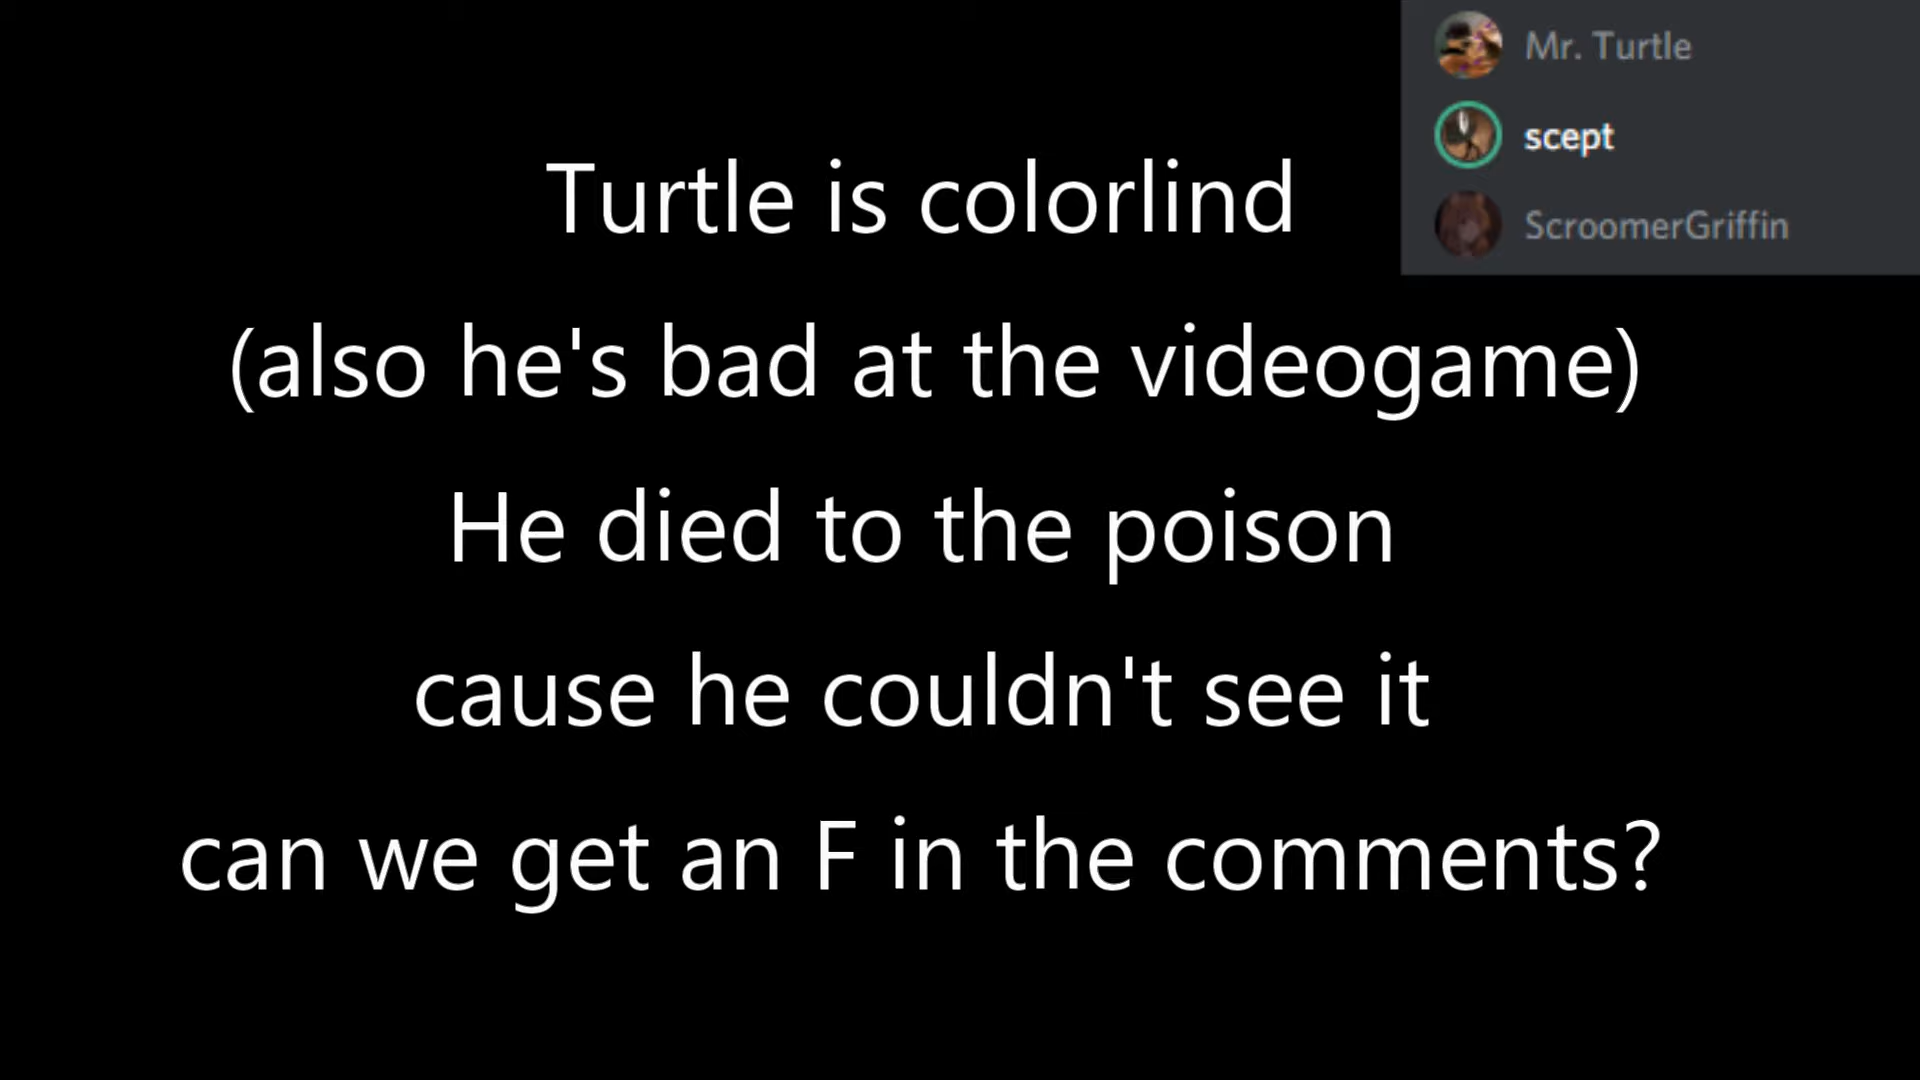 Mr. Turtle
scept
ScroomerGriffin
Turtle is colorlind
(also he's bad at the videogame)
He died to the poison
cause he couldn't see it
can we get an F in the comments?